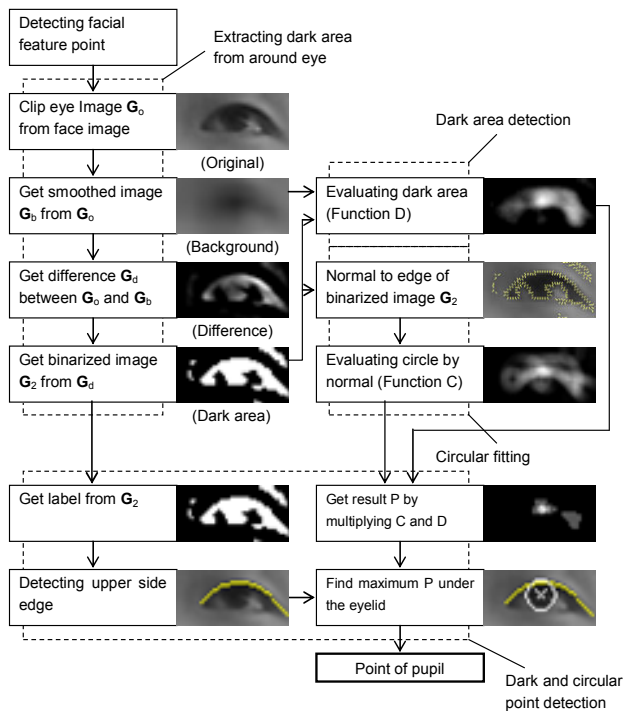 Detecting facial
feature point
Extracting dark area
from around eye
Clip eye Image Go
from face image
(Original)
Dark area detection
Get smoothed image
Gb from Go
(Background)
Evaluating dark area
(Function D)
Get difference Gd
between Go and Gb
(Difference)
Normal to edge of
binarized image G2
Get binarized image
G2 from Gd
(Dark area)
Evaluating circle by
normal (Function C)
Circular fitting
Get label from G2
Get result P by
multiplying C and D
Detecting upper side
edge
Find maximum P under
the eyelid
Point of pupil
Dark and circular
point detection